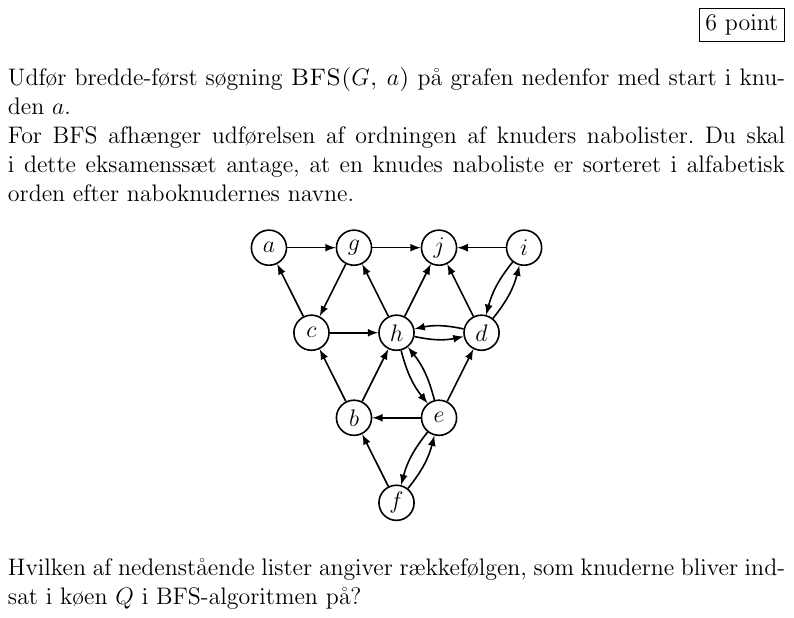 6 point
Udfør bredde-først søgning BFS(G, a) på grafen nedenfor med start i knu-
den a.
For BFS afhænger udførelsen af ordningen af knuders nabolister. Du skal
i dette eksamenssæt antage, at en knudes naboliste er sorteret i alfabetisk
orden efter naboknudernes navne.
a g j i
c h d
b e
f
Hvilken af nedenstående lister angiver rækkefølgen, som knuderne bliver ind-
sat i køen Q i BFS-algoritmen på?